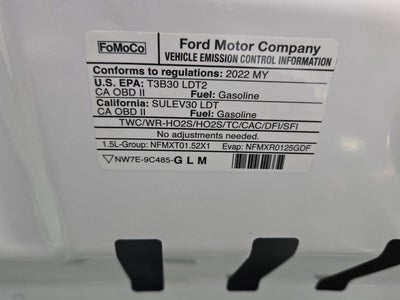 FoMoCo
Ford Motor Company
VEHICLE EMISSION CONTROL INFORMATION
Conforms to regulations: 2022 MY
U.S. EPA: T3B30 LDT2
CA OBD II Fuel: Gasoline
California: SULEV30 LDT
CA OBD II Fuel: Gasoline
TWC/WR-HO2S/HO2S/TC/CAC/DFI/SFI
No adjustments needed.
1.5L-Group: NFMXT01.52X1 Evap: NFMXR0125GDF
NW7E-9C485-G L M